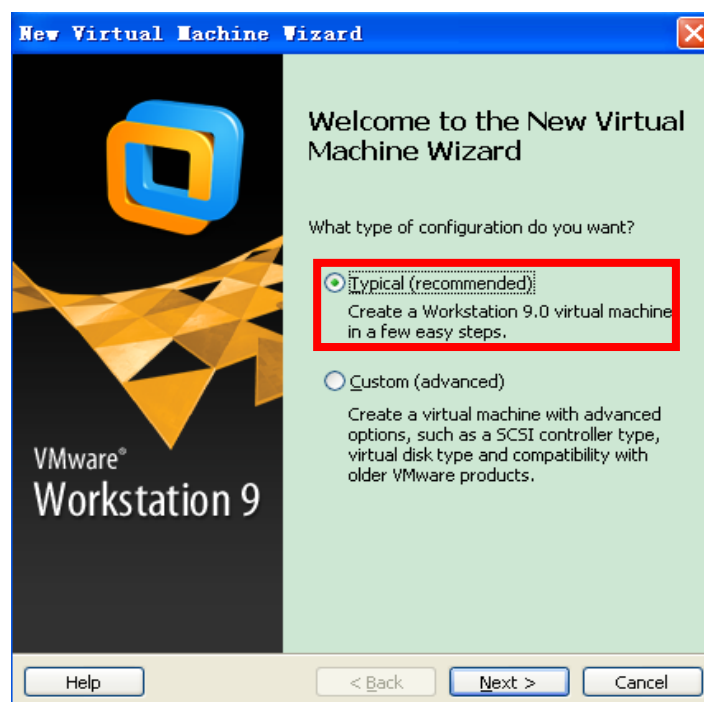 New Virtual Machine Wizard
Welcome to the New Virtual
Machine Wizard
What type of configuration do you want?
Typical (recommended)
Create a Workstation 9.0 virtual machine
in a few easy steps.
Custom (advanced)
Create a virtual machine with advanced
options, such as a SCSI controller type,
virtual disk type and compatibility with
older VMware products.
VMware®
Workstation 9
Help
< Back
Next >
Cancel